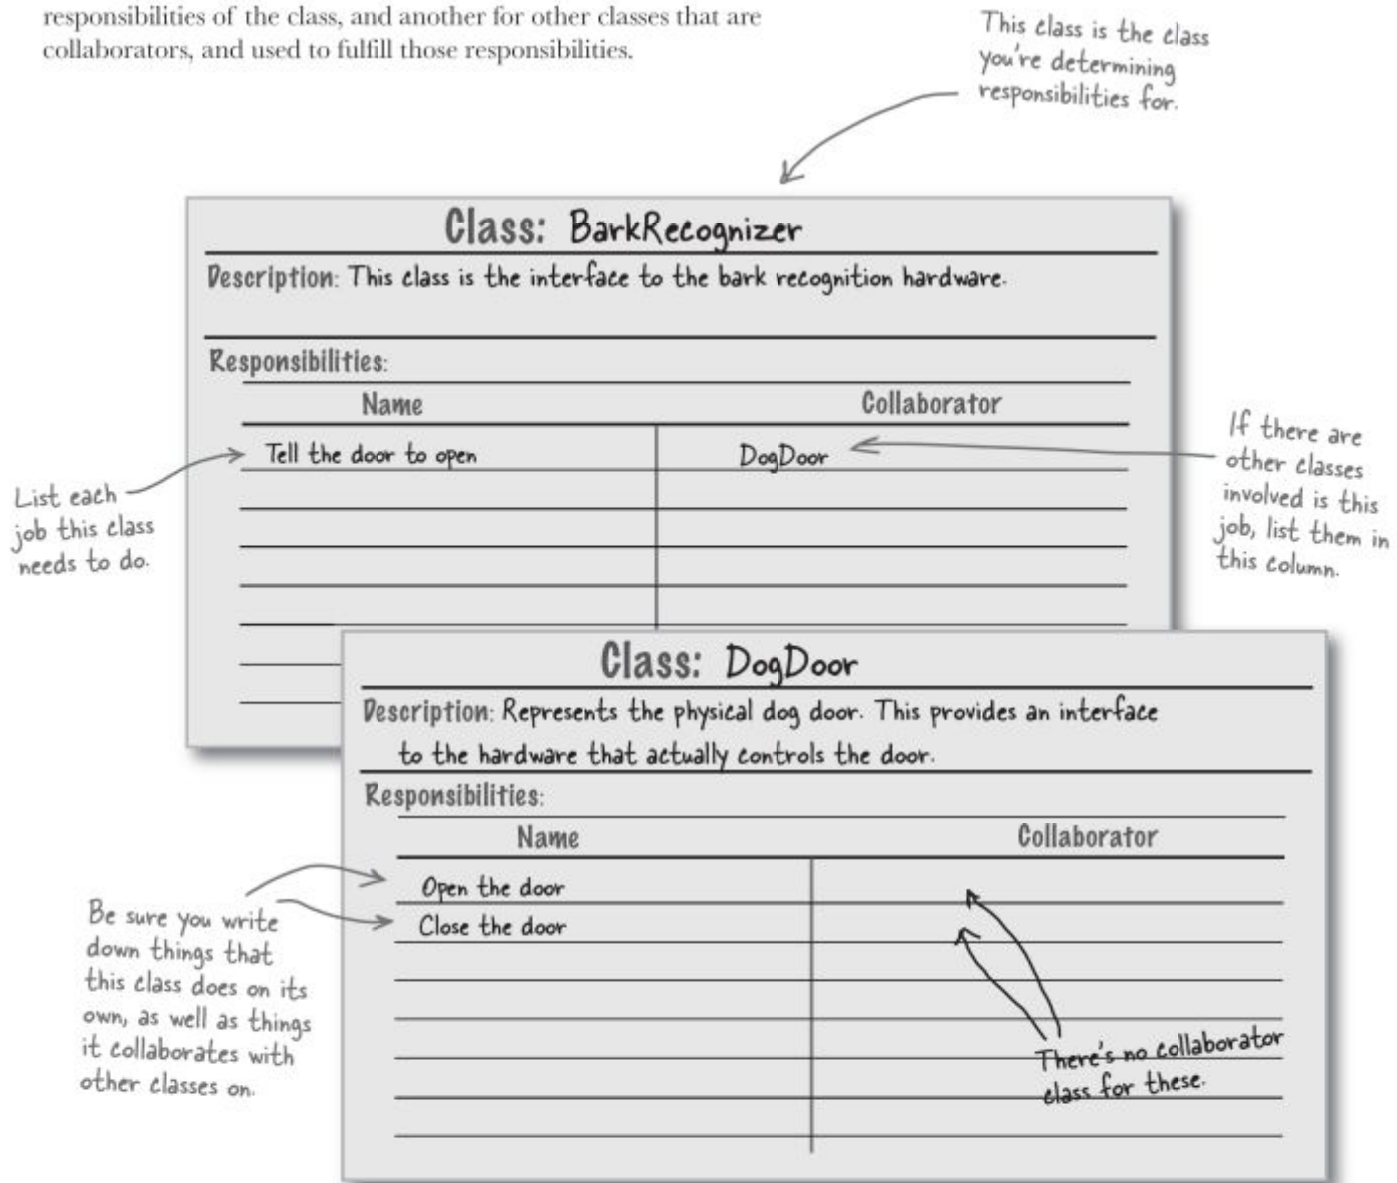 responsibilities of the class, and another for other classes that are
collaborators, and used to fulfill those responsibilities.
This class is the class
you're determining
responsibilities for.
Class: BarkRecognizer
Description: This class is the interface to the bark recognition hardware.
Responsibilities:
Name Collaborator
Tell the door to open DogDoor
List each
job this class
needs to do.
If there are
other classes
involved is this
job, list them in
this column.
Class: DogDoor
Description: Represents the physical dog door. This provides an interface
to the hardware that actually controls the door.
Responsibilities:
Name Collaborator
Open the door
Close the door
Be sure you write
down things that
this class does on its
own, as well as things
it collaborates with
other classes on.
There's no collaborator
class for these.